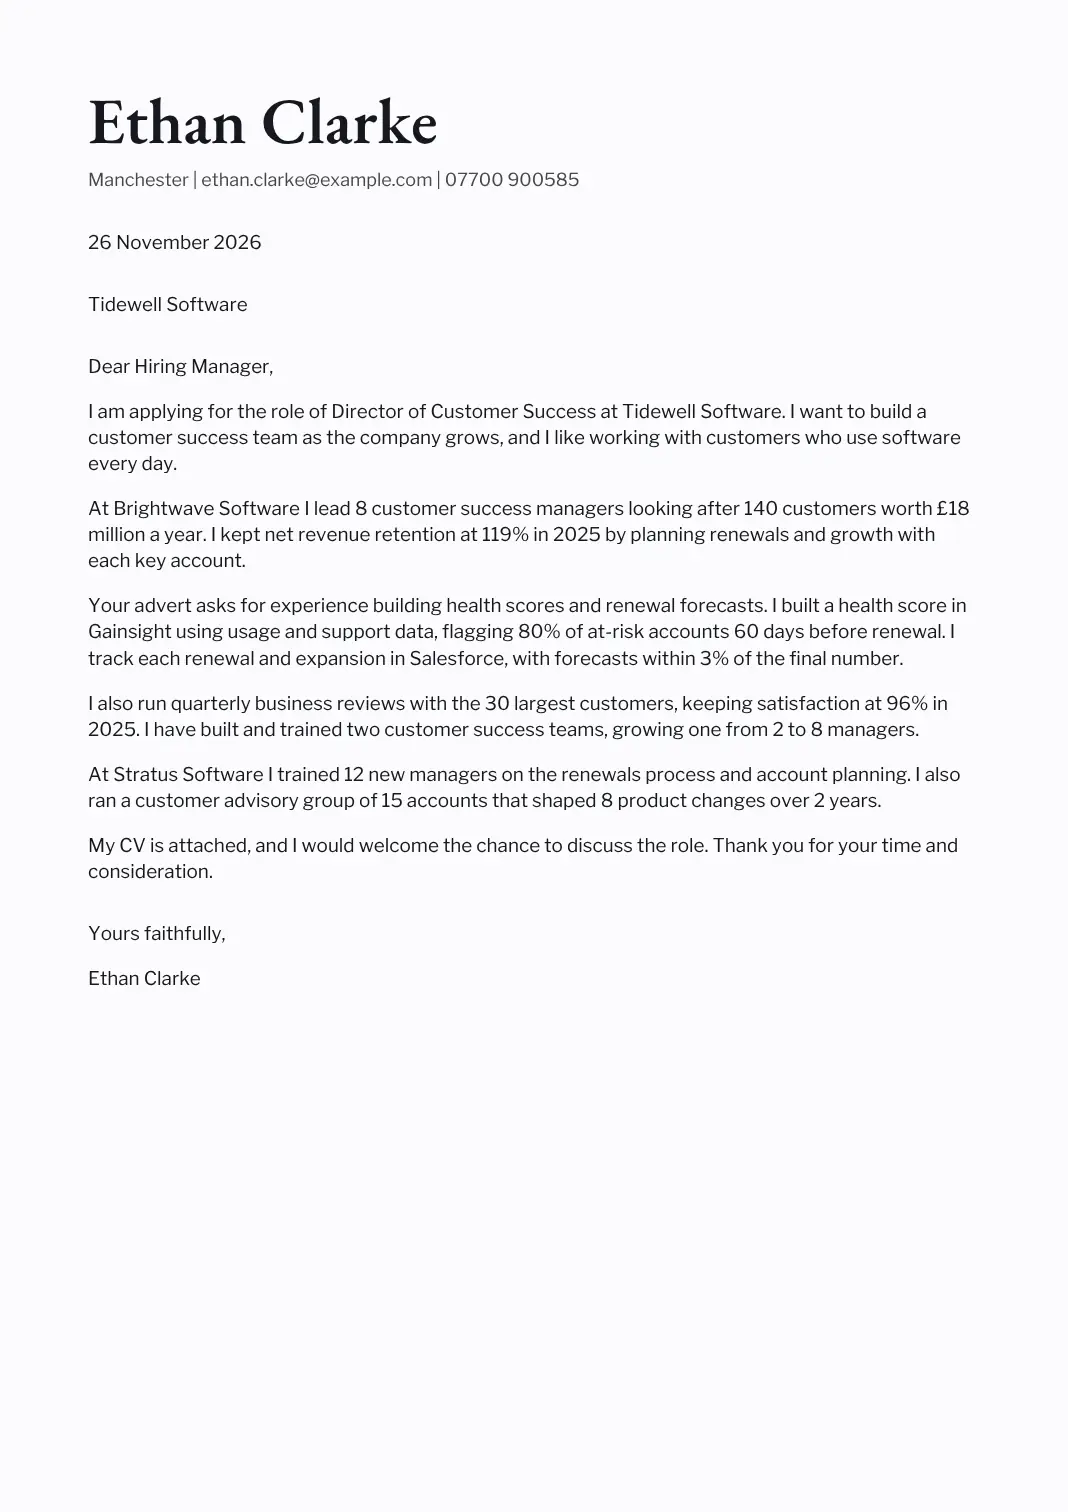 Ethan Clarke
Manchester | ethan.clarke@example.com | 07700 900585
26 November 2026
Tidewell Software
Dear Hiring Manager,
I am applying for the role of Director of Customer Success at Tidewell Software. I want to build a
customer success team as the company grows, and I like working with customers who use software
every day.
At Brightwave Software I lead 8 customer success managers looking after 140 customers worth £18
million a year. I kept net revenue retention at 119% in 2025 by planning renewals and growth with
each key account.
Your advert asks for experience building health scores and renewal forecasts. I built a health score in
Gainsight using usage and support data, flagging 80% of at-risk accounts 60 days before renewal. I
track each renewal and expansion in Salesforce, with forecasts within 3% of the final number.
I also run quarterly business reviews with the 30 largest customers, keeping satisfaction at 96% in
2025. I have built and trained two customer success teams, growing one from 2 to 8 managers.
At Stratus Software I trained 12 new managers on the renewals process and account planning. I also
ran a customer advisory group of 15 accounts that shaped 8 product changes over 2 years.
My CV is attached, and I would welcome the chance to discuss the role. Thank you for your time and
consideration.
Yours faithfully,
Ethan Clarke